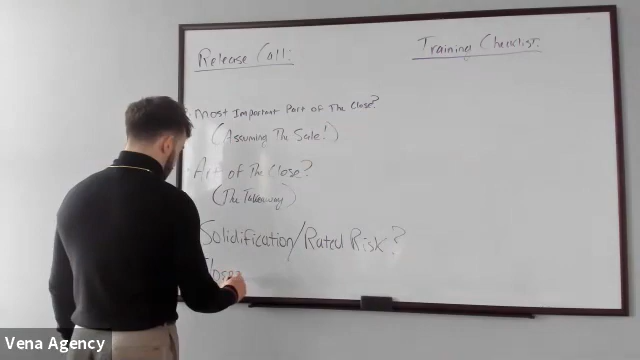 Release Call:
Training Checklist:
Most Important Part of The Close?
(Assuming The Sale!)
Art of The Close?
(The Takeaway)
Solidification/Rated Risk?
Vena Agency